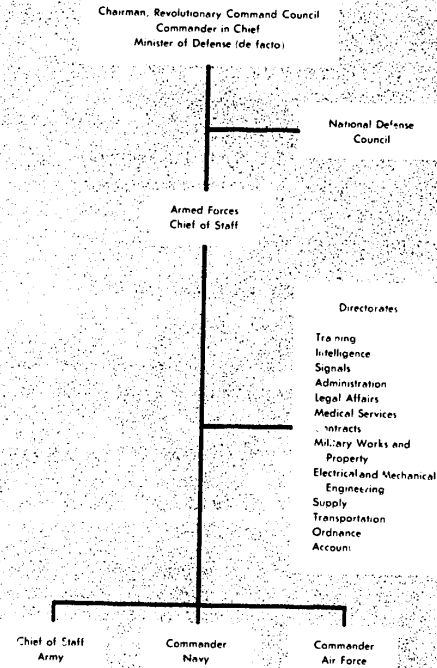 Chairman, Revolutionary Command Council
Commander in Chief
Minister of Defense (de facto)
National Defense
Council
Armed Forces
Chief of Staff
Directorates
Training
Intelligence
Signals
Administration
Legal Affairs
Medical Services
Contracts
Military Works and
Property
Electrical and Mechanical
Engineering
Supply
Transportation
Ordnance
Account
Chief of Staff
Army
Commander
Navy
Commander
Air Force